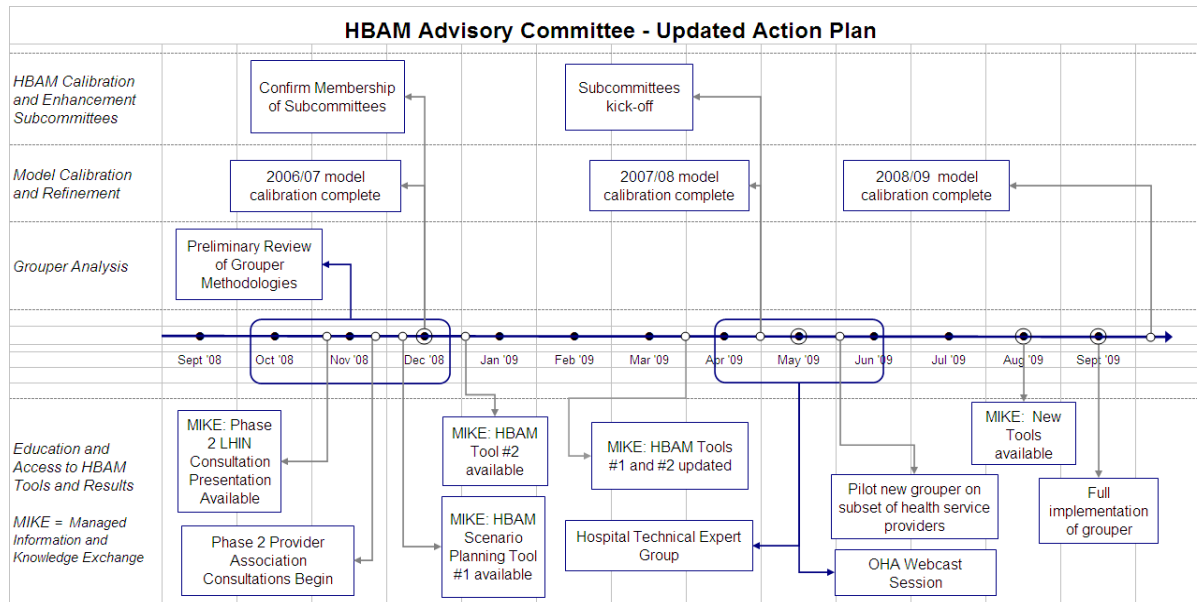 HBAM Advisory Committee - Updated Action Plan
HBAM Calibration
and Enhancement
Subcommittees
Confirm Membership
of Subcommittees
Subcommittees
kick-off
Model Calibration
and Refinement
2006/07 model
calibration complete
2007/08 model
calibration complete
2008/09 model
calibration complete
Grouper Analysis
Preliminary Review
of Grouper
Methodologies
Sept '08
Oct '08
Nov '08
Dec '08
Jan '09
Feb '09
Mar '09
Apr '09
May '09
Jun '09
Jul '09
Aug '09
Sept '09
Education and
Access to HBAM
Tools and Results
MIKE = Managed
Information and
Knowledge Exchange
MIKE: Phase
2 LHIN
Consultation
Presentation
Available
Phase 2 Provider
Association
Consultations Begin
MIKE: HBAM
Tool #2
available
MIKE: HBAM
Scenario
Planning Tool
#1 available
MIKE: HBAM Tools
#1 and #2 updated
Hospital Technical Expert
Group
Pilot new grouper on
subset of health service
providers
OHA Webcast
Session
MIKE: New
Tools
available
Full
implementation
of grouper